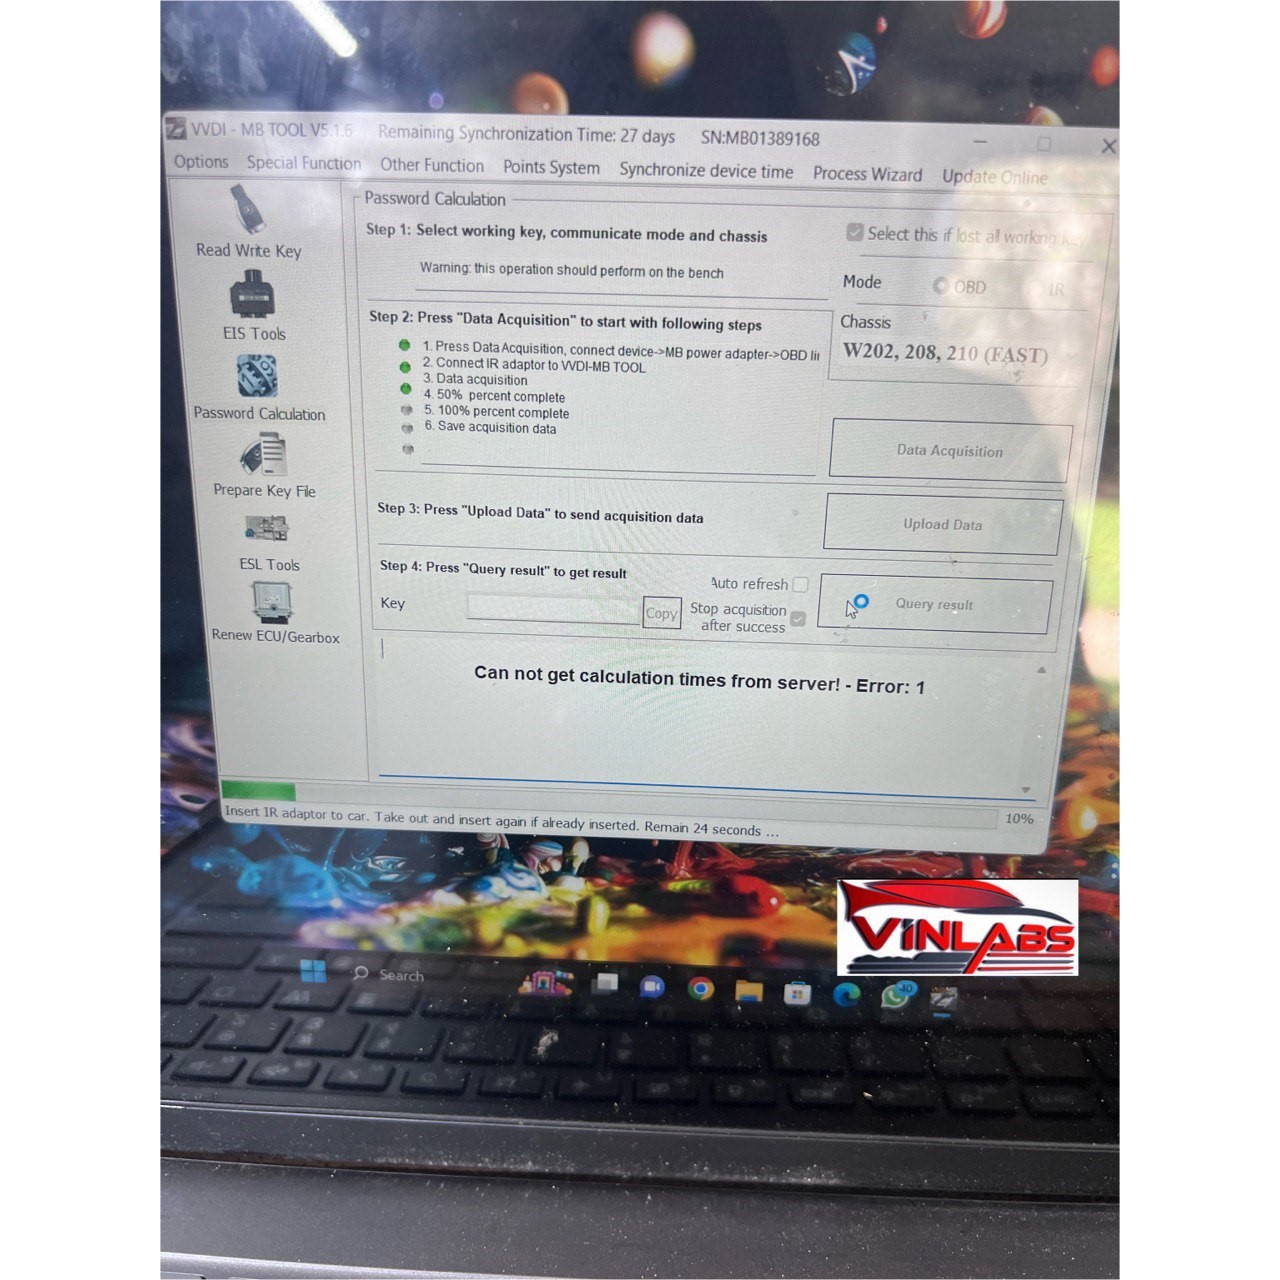 VVDI - MB TOOL V5.1.6 Remaining Synchronization Time: 27 days SN:MB01389168
Options Special Function Other Function Points System Synchronize device time Process Wizard Update Online
Read Write Key
EIS Tools
Password Calculation
Prepare Key File
ESL Tools
Renew ECU/Gearbox
Password Calculation
Step 1: Select working key, communicate mode and chassis
Select this if lost all working key
Warning: this operation should perform on the bench
Mode OBD IR
Step 2: Press "Data Acquisition" to start with following steps
1. Press Data Acquisition, connect device->MB power adapter->OBD
2. Connect IR adaptor to VVDI-MB TOOL
3. Data acquisition
4. 50% percent complete
5. 100% percent complete
6. Save acquisition data
Chassis
W202, 208, 210 (FAST)
Data Acquisition
Step 3: Press "Upload Data" to send acquisition data
Upload Data
Step 4: Press "Query result" to get result
Auto refresh
Key
Copy
Stop acquisition
after success
Query result
Can not get calculation times from server! - Error: 1
10%
Insert IR adaptor to car. Take out and insert again if already inserted. Remain 24 seconds ...
VINLABS
Search
40